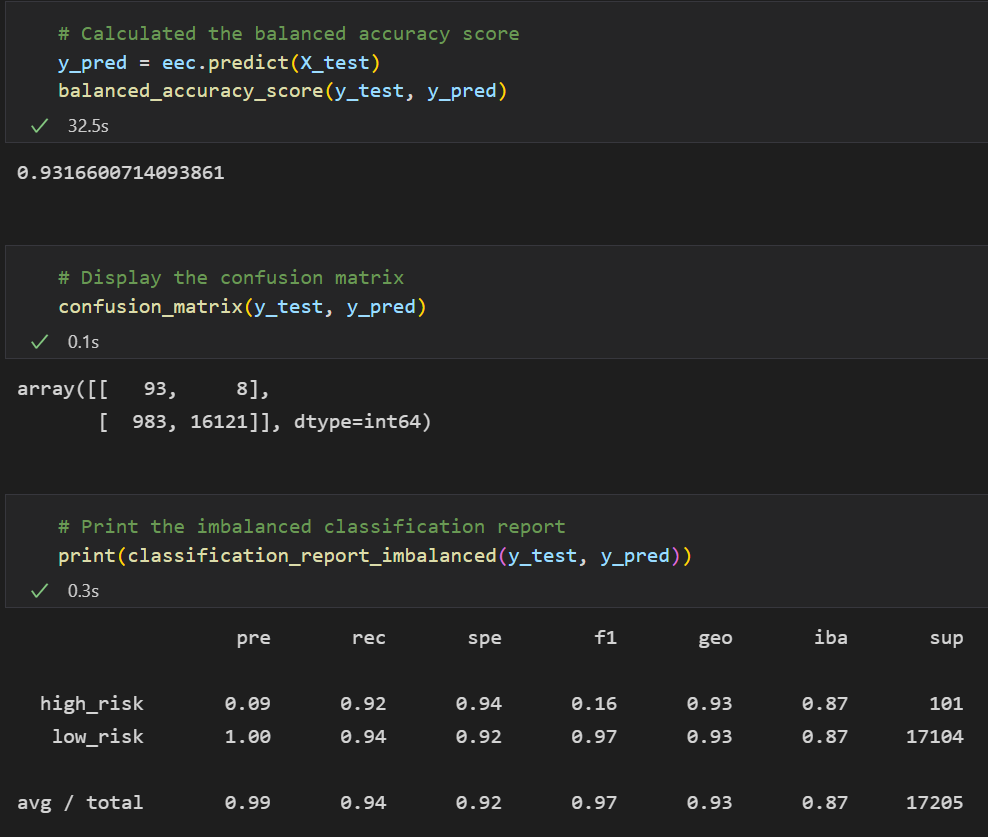 # Calculated the balanced accuracy score
y_pred = eec.predict(X_test)
balanced_accuracy_score(y_test, y_pred)
32.5s
0.9316600714093861
# Display the confusion matrix
confusion_matrix(y_test, y_pred)
0.1s
array([[   93,     8],
       [  983, 16121]], dtype=int64)
# Print the imbalanced classification report
print(classification_report_imbalanced(y_test, y_pred))
0.3s
pre rec spe f1 geo iba sup
high_risk 0.09 0.92 0.94 0.16 0.93 0.87 101
low_risk 1.00 0.94 0.92 0.97 0.93 0.87 17104
avg / total 0.99 0.94 0.92 0.97 0.93 0.87 17205